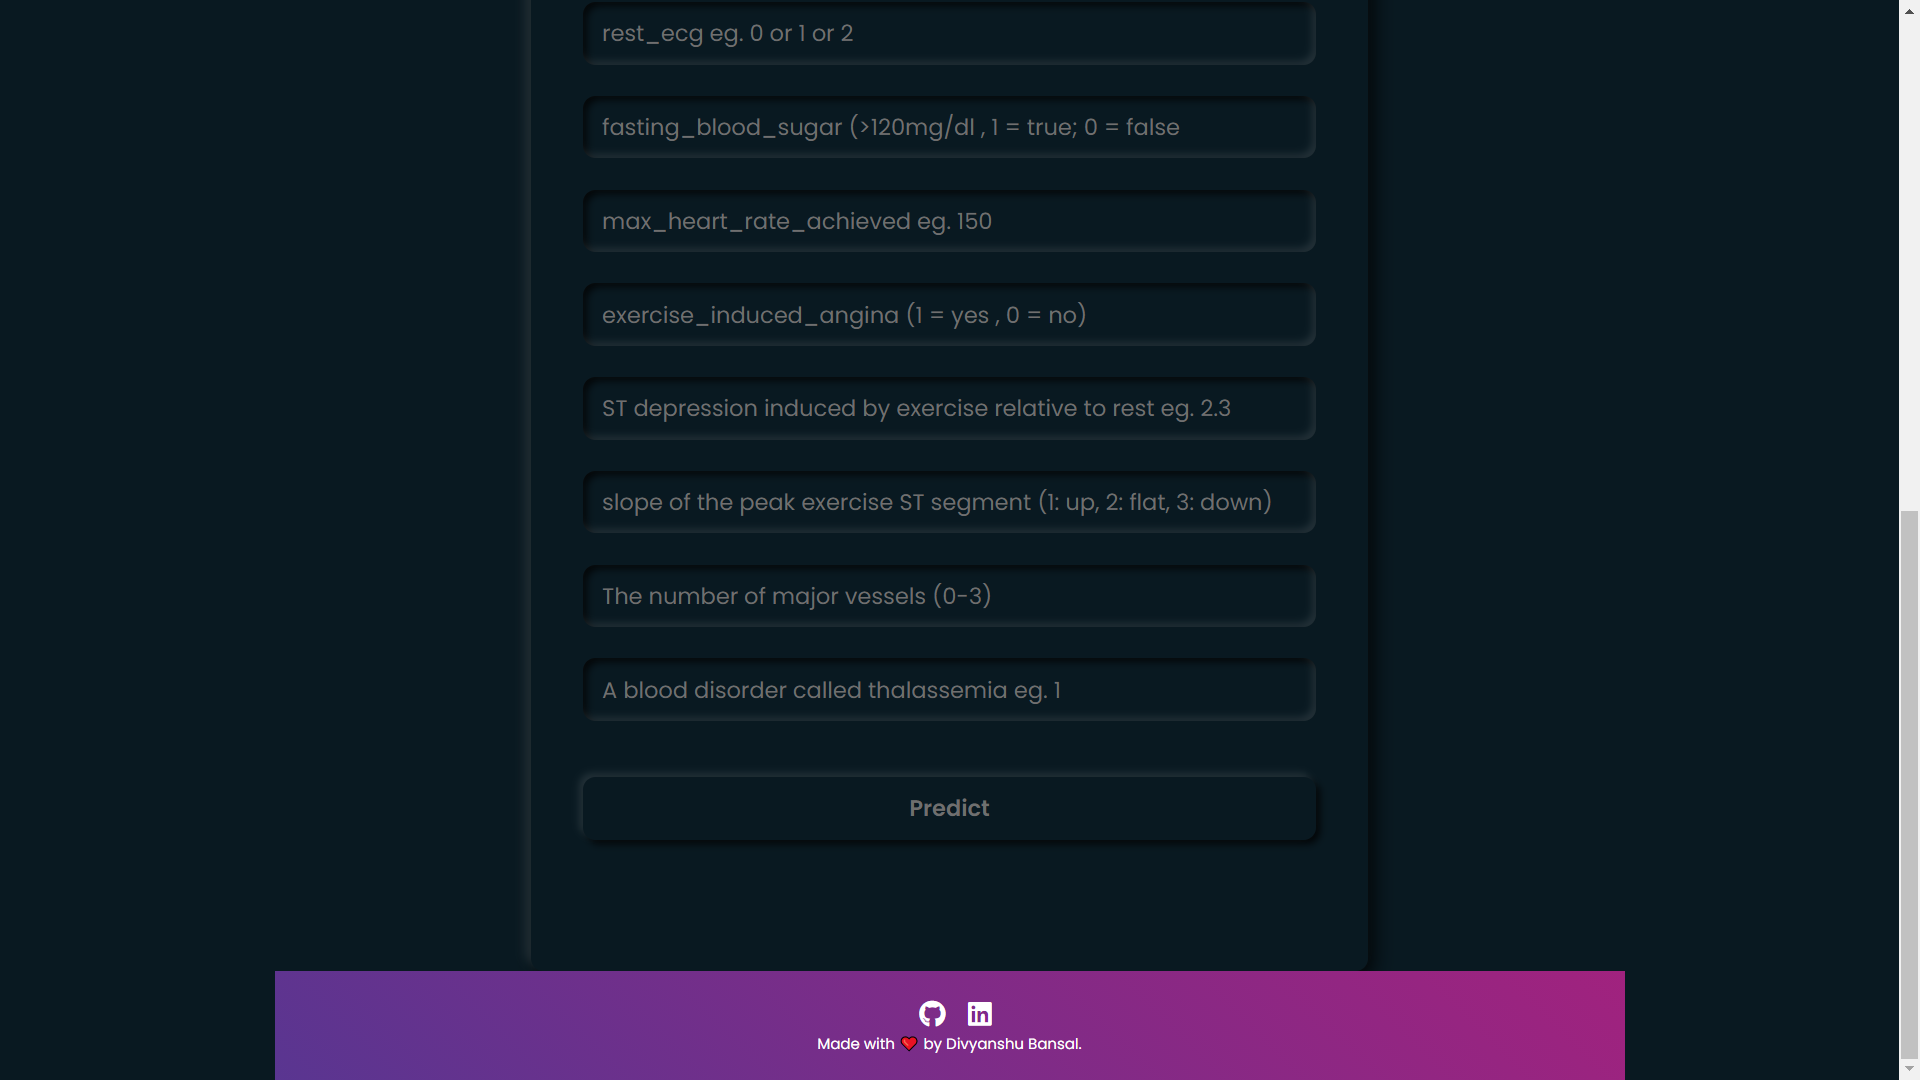 rest_ecg eg. 0 or 1 or 2
fasting_blood_sugar (>120mg/dl , 1 = true; 0 = false
max_heart_rate_achieved eg. 150
exercise_induced_angina (1 = yes , 0 = no)
ST depression induced by exercise relative to rest eg. 2.3
slope of the peak exercise ST segment (1: up, 2: flat, 3: down)
The number of major vessels (0-3)
A blood disorder called thalassemia eg. 1
Predict
Made with ❤️ by Divyanshu Bansal.